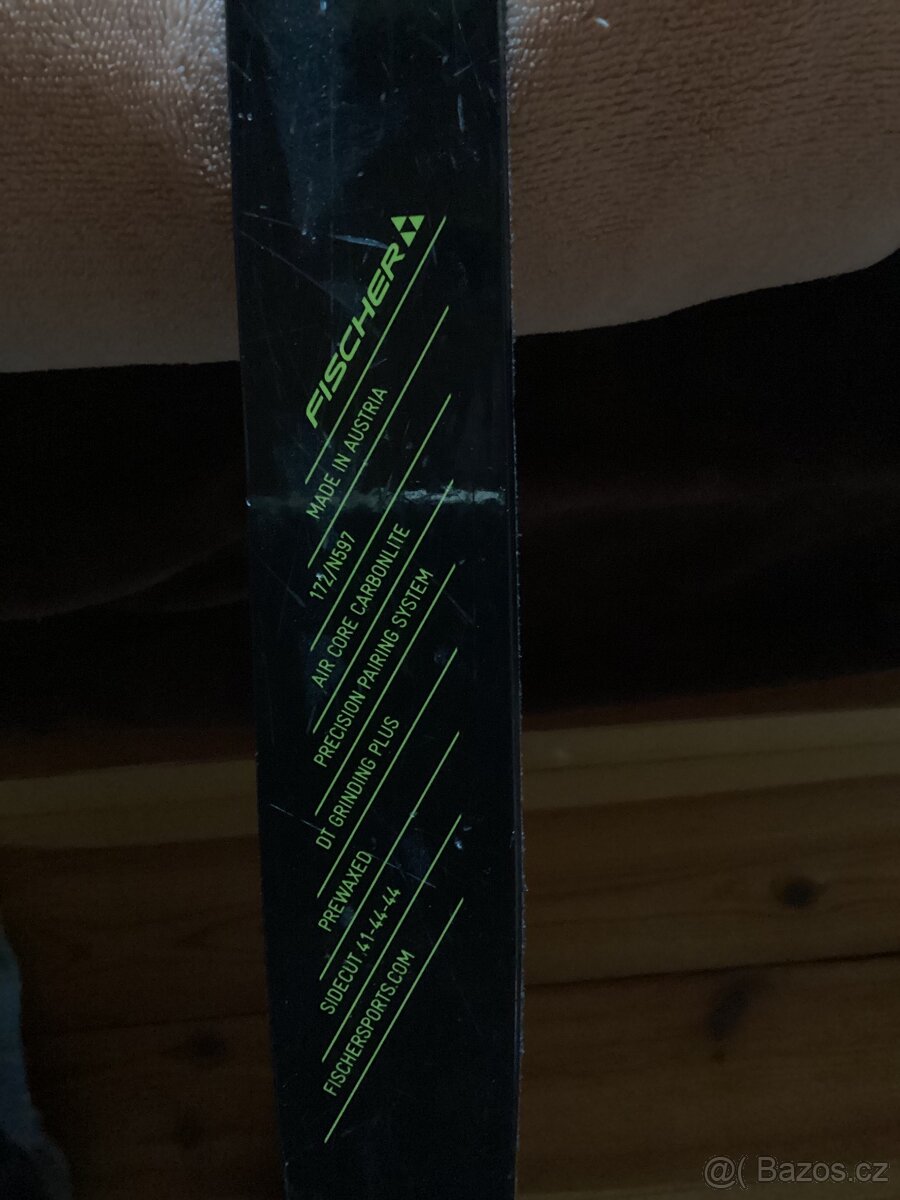 FISCHER
MADE IN AUSTRIA
172/N597
AIR CORE CARBONLITE
PRECISION PAIRING SYSTEM
DT GRINDING PLUS
PREWAXED
SIDECUT 41-44-44
FISCHERSPORTS.COM
@( Bazos.cz